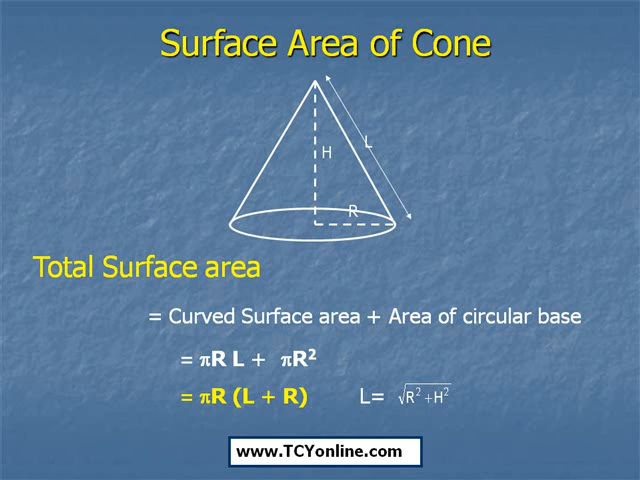 Surface Area of Cone
H
L
R
Total Surface area
= Curved Surface area + Area of circular base
= πR L + πR²
= πR (L + R) L= √R² +H²
www.TCYonline.com